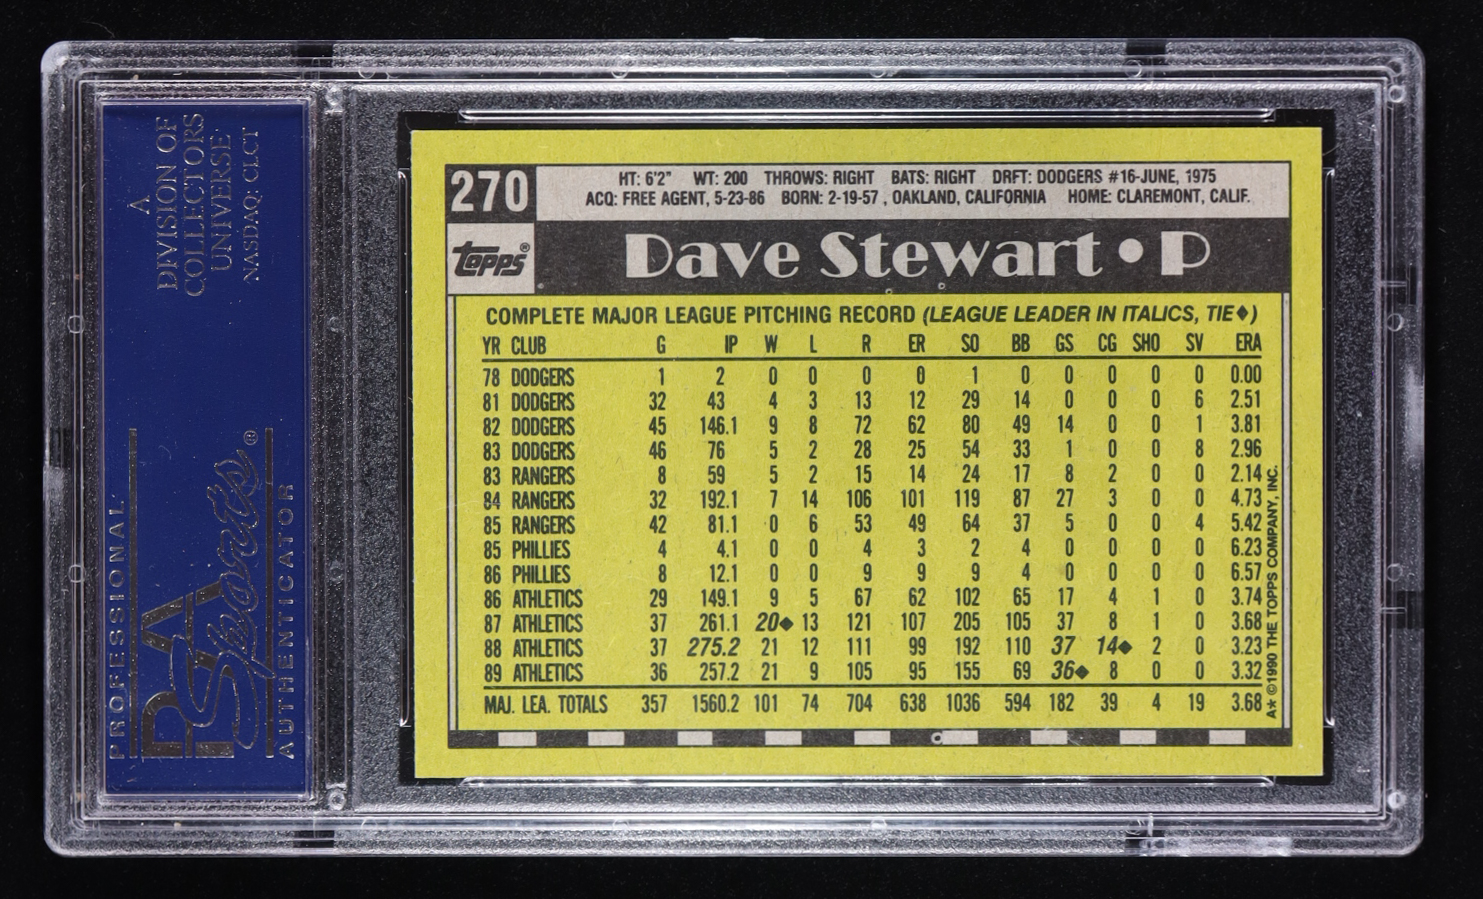 A
DIVISION OF
COLLECTORS
UNIVERSE
NASDAQ: CLCT
PROFESSIONAL
PSA
Sports®
AUTHENTICATOR
270
HT: 6'2" WT: 200 THROWS: RIGHT BATS: RIGHT DRFT: DODGERS #16-JUNE, 1975
ACQ: FREE AGENT, 5-23-86 BORN: 2-19-57 , OAKLAND, CALIFORNIA HOME: CLAREMONT, CALIF.
Topps®
Dave Stewart • P
COMPLETE MAJOR LEAGUE PITCHING RECORD (LEAGUE LEADER IN ITALICS, TIE♦)
YR CLUB G IP W L R ER SO BB GS CG SHO SV ERA
78 DODGERS 1 2 0 0 0 0 1 0 0 0 0 0 0.00
81 DODGERS 32 43 4 3 13 12 29 14 0 0 0 6 2.51
82 DODGERS 45 146.1 9 8 72 62 80 49 14 0 0 1 3.81
83 DODGERS 46 76 5 2 28 25 54 33 1 0 0 8 2.96
83 RANGERS 8 59 5 2 15 14 24 17 8 2 0 0 2.14
84 RANGERS 32 192.1 7 14 106 101 119 87 27 3 0 0 4.73
85 RANGERS 42 81.1 0 6 53 49 64 37 5 0 0 4 5.42
85 PHILLIES 4 4.1 0 0 4 3 2 4 0 0 0 0 6.23
86 PHILLIES 8 12.1 0 0 9 9 9 4 0 0 0 0 6.57
86 ATHLETICS 29 149.1 9 5 67 62 102 65 17 4 1 0 3.74
87 ATHLETICS 37 261.1 20♦ 13 121 107 205 105 37 8 1 0 3.68
88 ATHLETICS 37 275.2 21 12 111 99 192 110 37 14♦ 2 0 3.23
89 ATHLETICS 36 257.2 21 9 105 95 155 69 36♦ 8 0 0 3.32
MAJ. LEA. TOTALS 357 1560.2 101 74 704 638 1036 594 182 39 4 19 3.68
A* ©1990 THE TOPPS COMPANY, INC.